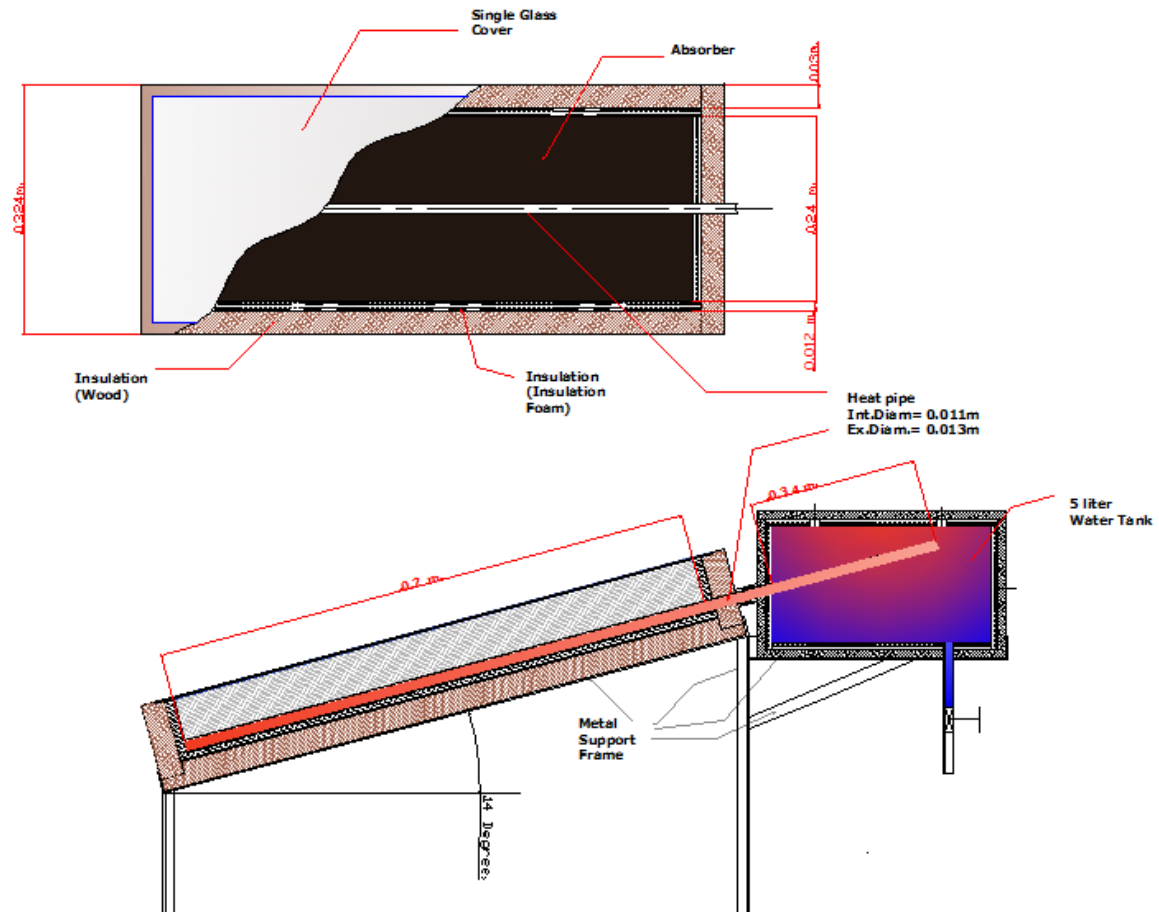 Single Glass
Cover
Absorber
0.03m
0.324m.
0.24 m
0.012 m
Insulation
(Wood)
Insulation
(Insulation
Foam)
Heat pipe
Int.Diam= 0.011m
Ex.Diam.= 0.013m
0.34 m
5 liter
Water Tank
0.7 m.
Metal
Support
Frame
14 Degree.